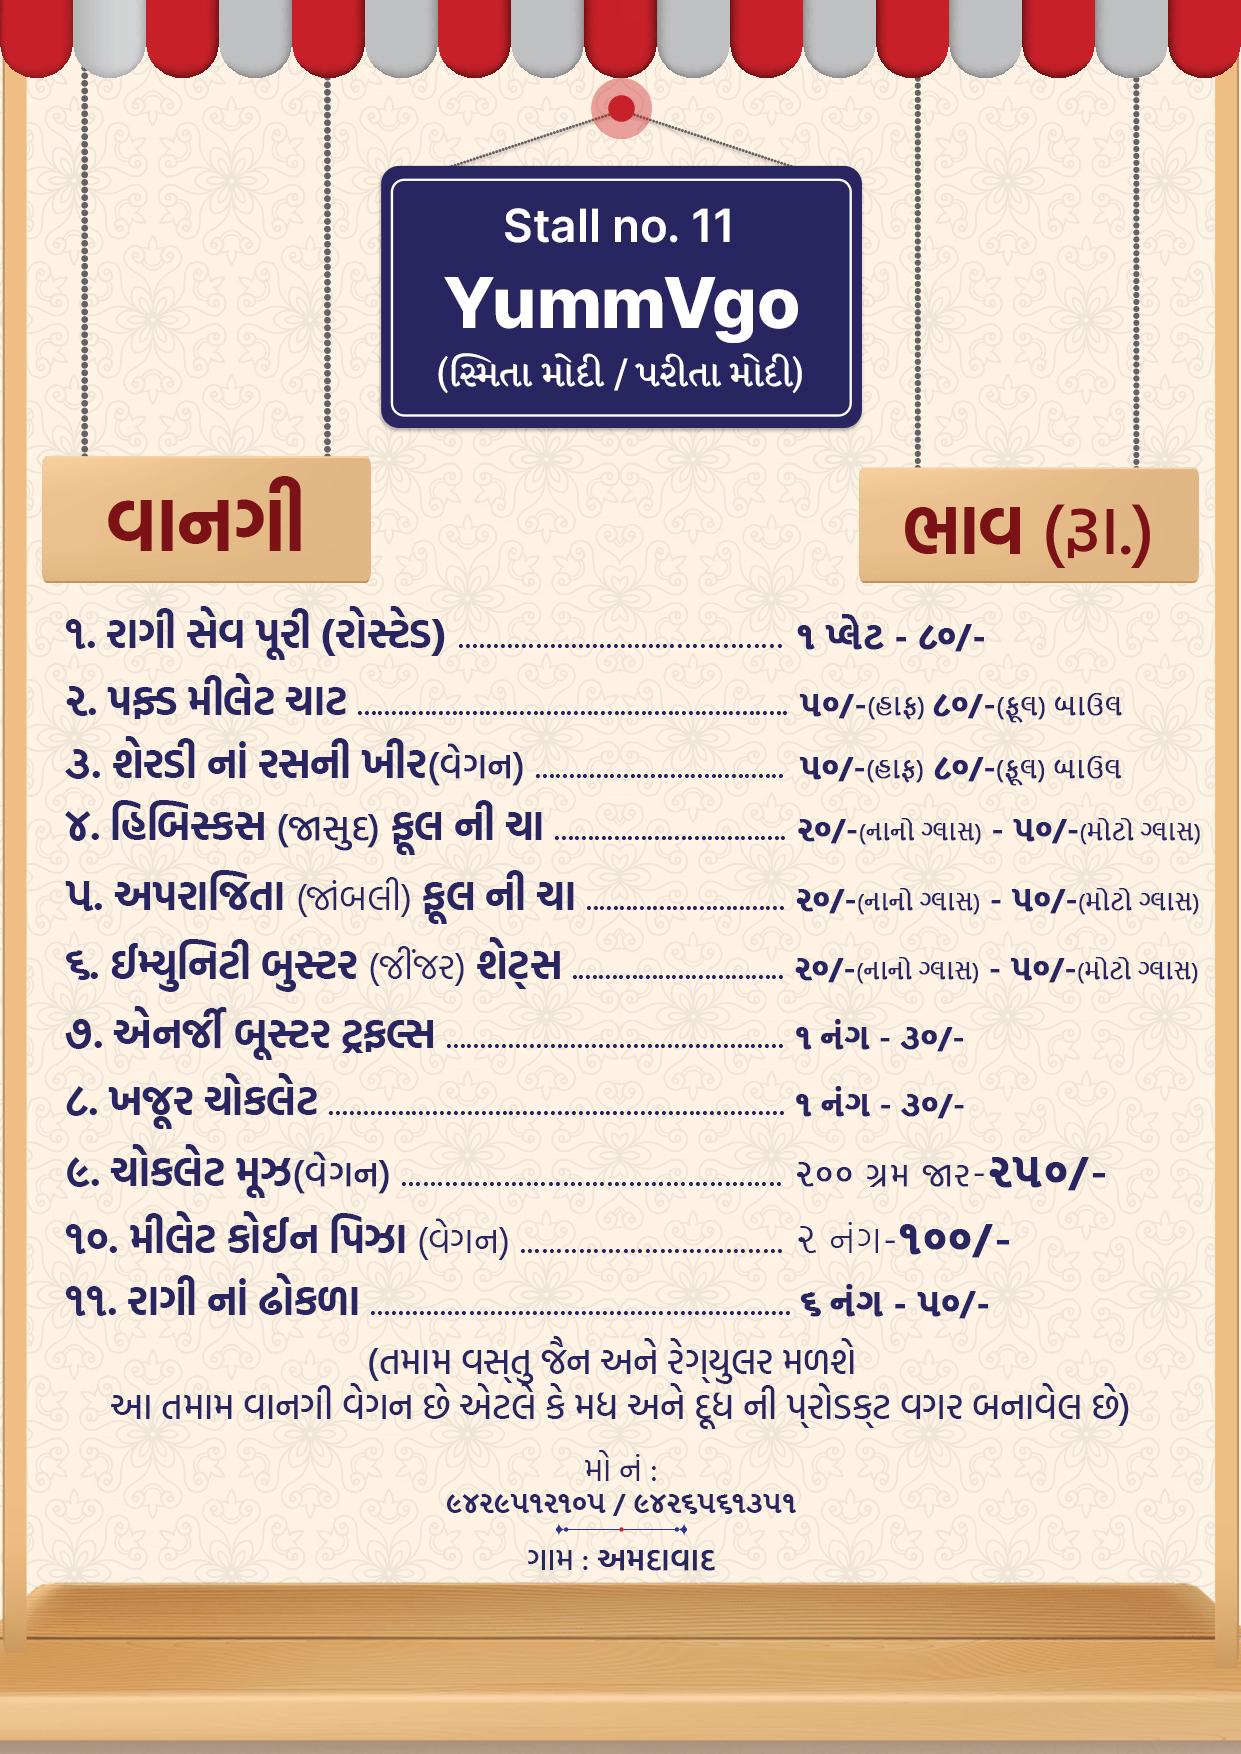 Stall no. 11
YummVgo
(સ્મિતા મોદી / પરીતા મોદી)
વાનગી
ભાવ (રૂા.)
૧. રાગી સેવ પૂરી (રોસ્ટેડ) ........................ ૧ પ્લેટ - ૮૦/-
૨. પફ્ડ મીલેટ ચાટ ........................ ૫૦/-(હાફ) ૮૦/-(ફૂલ) બાઉલ
૩. શેરડી નાં રસની ખીર(વેગન) ........................ ૫૦/-(હાફ) ૮૦/-(ફૂલ) બાઉલ
૪. હિબિસ્કસ (જાસુદ) ફૂલ ની ચા ........................ ૨૦/-(નાનો ગ્લાસ) - ૫૦/-(મોટો ગ્લાસ)
૫. અપરાજિતા (જાંબલી) ફૂલ ની ચા ........................ ૨૦/-(નાનો ગ્લાસ) - ૫૦/-(મોટો ગ્લાસ)
૬. ઈમ્યુનિટી બુસ્ટર (જીંજર) શેટ્સ ........................ ૨૦/-(નાનો ગ્લાસ) - ૫૦/-(મોટો ગ્લાસ)
૭. એનર્જી બૂસ્ટર ટ્રફલ્સ ........................ ૧ નંગ - ૩૦/-
૮. ખજૂર ચોકલેટ ........................ ૧ નંગ - ૩૦/-
૯. ચોકલેટ મૂઝ(વેગન) ........................ ૨૦૦ ગ્રમ જાર-૨૫૦/-
૧૦. મીલેટ કોઈન પિઝા (વેગન) ........................ ૨ નંગ-૧૦૦/-
૧૧. રાગી નાં ઢોકળા ........................ ૬ નંગ - ૫૦/-
(તમામ વસ્તુ જૈન અને રેગ્યુલર મળશે
આ તમામ વાનગી વેગન છે એટલે કે મધ અને દૂધ ની પ્રોડક્ટ વગર બનાવેલ છે)
મો નં :
૯૪૨૯૫૧૨૧૦૫ / ૯૪૨૬૫૬૧૩૫૧
ગામ : અમદાવાદ